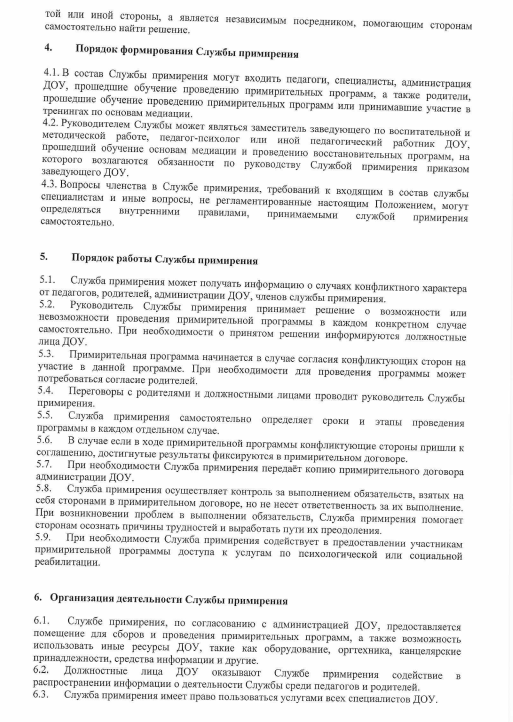 той или иной стороны, а является независимым посредником, помогающим сторонам
самостоятельно найти решение.
4. Порядок формирования Службы примирения
4.1. В состав Службы примирения могут входить педагоги, специалисты, администрация
ДОУ, прошедшие обучение проведению примирительных программ, а также родители,
прошедшие обучение проведению примирительных программ или принимавшие участие в
тренингах по основам медиации.
4.2. Руководителем Службы может являться заместитель заведующего по воспитательной и
методической работе, педагог-психолог или иной педагогический работник ДОУ,
прошедший обучение основам медиации и проведению восстановительных программ, на
которого возлагаются обязанности по руководству Службой примирения приказом
заведующего ДОУ.
4.3. Вопросы членства в Службе примирения, требований к входящим в состав службы
специалистам и иные вопросы, не регламентированные настоящим Положением, могут
определяться внутренними правилами, принимаемыми службой примирения
самостоятельно.
5. Порядок работы Службы примирения
5.1. Служба примирения может получать информацию о случаях конфликтного характера
от педагогов, родителей, администрации ДОУ, членов службы примирения.
5.2. Руководитель Службы примирения принимает решение о возможности или
невозможности проведения примирительной программы в каждом конкретном случае
самостоятельно. При необходимости о принятом решении информируются должностные
лица ДОУ.
5.3. Примирительная программа начинается в случае согласия конфликтующих сторон на
участие в данной программе. При необходимости для проведения программы может
потребоваться согласие родителей.
5.4. Переговоры с родителями и должностными лицами проводит руководитель Службы
примирения.
5.5. Служба примирения самостоятельно определяет сроки и этапы проведения
программы в каждом отдельном случае.
5.6. В случае если в ходе примирительной программы конфликтующие стороны пришли к
соглашению, достигнутые результаты фиксируются в примирительном договоре.
5.7. При необходимости Служба примирения передаёт копию примирительного договора
администрации ДОУ.
5.8. Служба примирения осуществляет контроль за выполнением обязательств, взятых на
себя сторонами в примирительном договоре, но не несет ответственность за их выполнение.
При возникновении проблем в выполнении обязательств, Служба примирения помогает
сторонам осознать причины трудностей и выработать пути их преодоления.
5.9. При необходимости Служба примирения содействует в предоставлении участникам
примирительной программы доступа к услугам по психологической или социальной
реабилитации.
6. Организация деятельности Службы примирения
6.1. Службе примирения, по согласованию с администрацией ДОУ, предоставляется
помещение для сборов и проведения примирительных программ, а также возможность
использовать иные ресурсы ДОУ, такие как оборудование, оргтехника, канцелярские
принадлежности, средства информации и другие.
6.2. Должностные лица ДОУ оказывают Службе примирения содействие в
распространении информации о деятельности Службы среди педагогов и родителей.
6.3. Служба примирения имеет право пользоваться услугами всех специалистов ДОУ.